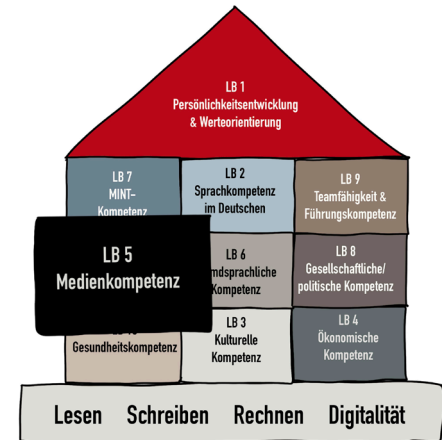 LB 1
Persönlichkeitsentwicklung
& Werteorientierung
LB 7
MINT-
Kompetenz
LB 2
Sprachkompetenz
im Deutschen
LB 9
Teamfähigkeit &
Führungskompetenz
LB 5
Medienkompetenz
LB 6
Kompetenz
LB 8
Gesellschaftliche/
politische Kompetenz
Gesundheitskompetenz
LB 3
Kulturelle
Kompetenz
LB 4
Ökonomische
Kompetenz
Lesen Schreiben Rechnen Digitalität